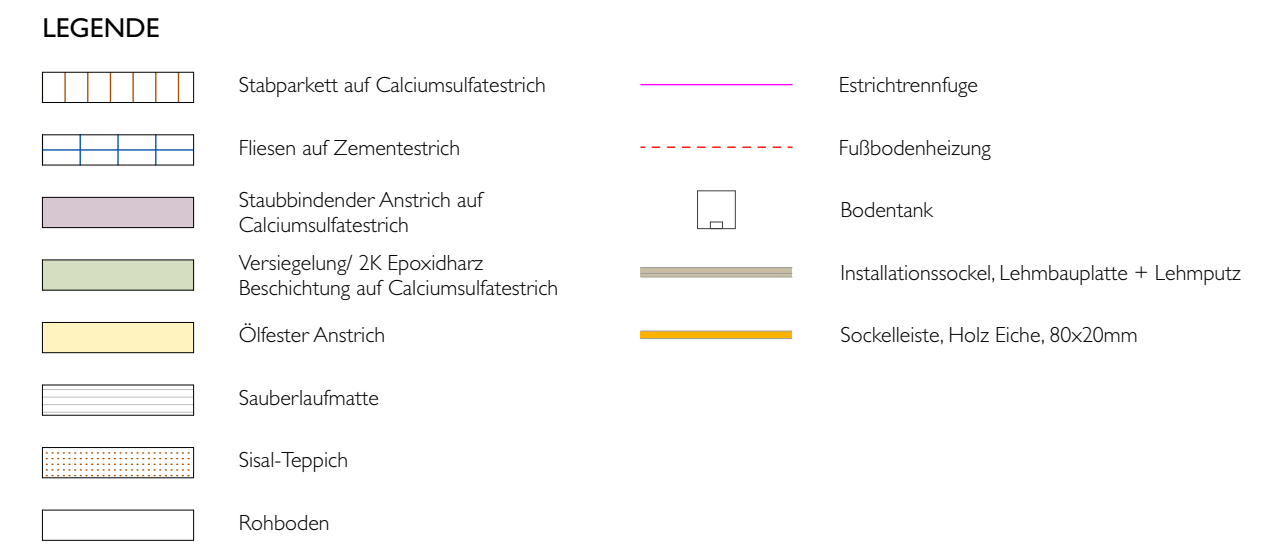 LEGENDE
Stabparkett auf Calciumsulfatestrich
Fliesen auf Zementestrich
Staubbindender Anstrich auf
Calciumsulfatestrich
Versiegelung/ 2K Epoxidharz
Beschichtung auf Calciumsulfatestrich
Ölfester Anstrich
Sauberlaufmatte
Sisal-Teppich
Rohboden
Estrichtrennfuge
Fußbodenheizung
Bodentank
Installationssockel, Lehmbauplatte + Lehmputz
Sockelleiste, Holz Eiche, 80x20mm